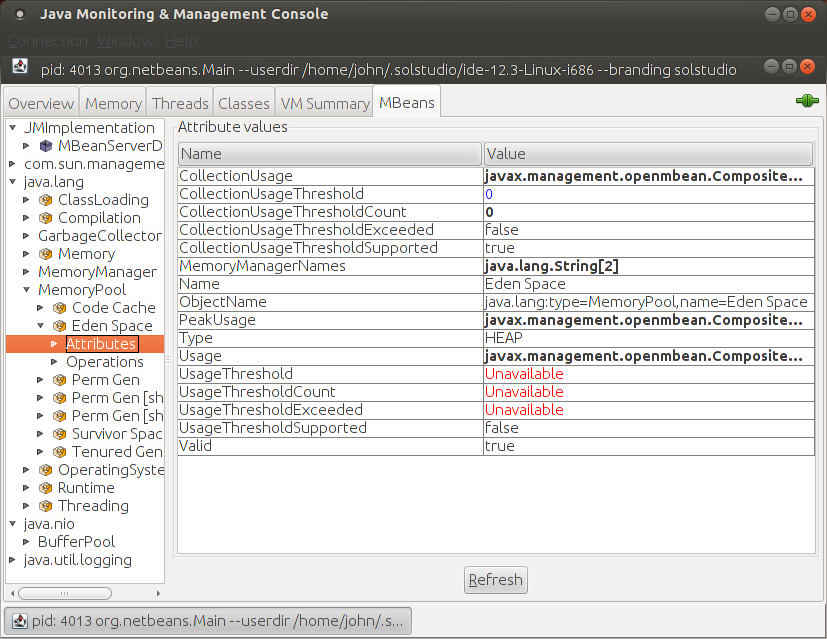 Java Monitoring & Management Console
Connection Window Help
pid: 4013 org.netbeans.Main --userdir /home/john/.solstudio/ide-12.3-Linux-i686 --branding solstudio
Overview Memory Threads Classes VM Summary MBeans
JMImplementation
MBeanServerD
com.sun.manageme
java.lang
ClassLoading
Compilation
GarbageCollector
Memory
MemoryManager
MemoryPool
Code Cache
Eden Space
Attributes
Operations
Perm Gen
Perm Gen [sh
Perm Gen [sh
Survivor Spac
Tenured Gen
OperatingSyste
Runtime
Threading
java.nio
BufferPool
java.util.logging
Attribute values
Name Value
CollectionUsage javax.management.openmbean.Composite...
CollectionUsageThreshold 0
CollectionUsageThresholdCount 0
CollectionUsageThresholdExceeded false
CollectionUsageThresholdSupported true
MemoryManagerNames java.lang.String[2]
Name Eden Space
ObjectName java.lang:type=MemoryPool,name=Eden Space
PeakUsage javax.management.openmbean.Composite...
Type HEAP
Usage javax.management.openmbean.Composite...
UsageThreshold Unavailable
UsageThresholdCount Unavailable
UsageThresholdExceeded Unavailable
UsageThresholdSupported false
Valid true
Refresh
pid: 4013 org.netbeans.Main --userdir /home/john/.s...